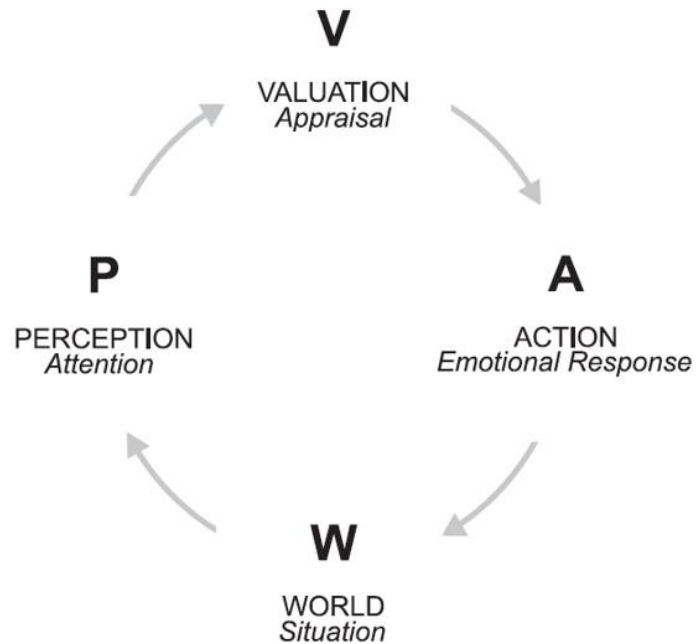 V
VALUATION
Appraisal
P
PERCEPTION
Attention
A
ACTION
Emotional Response
W
WORLD
Situation